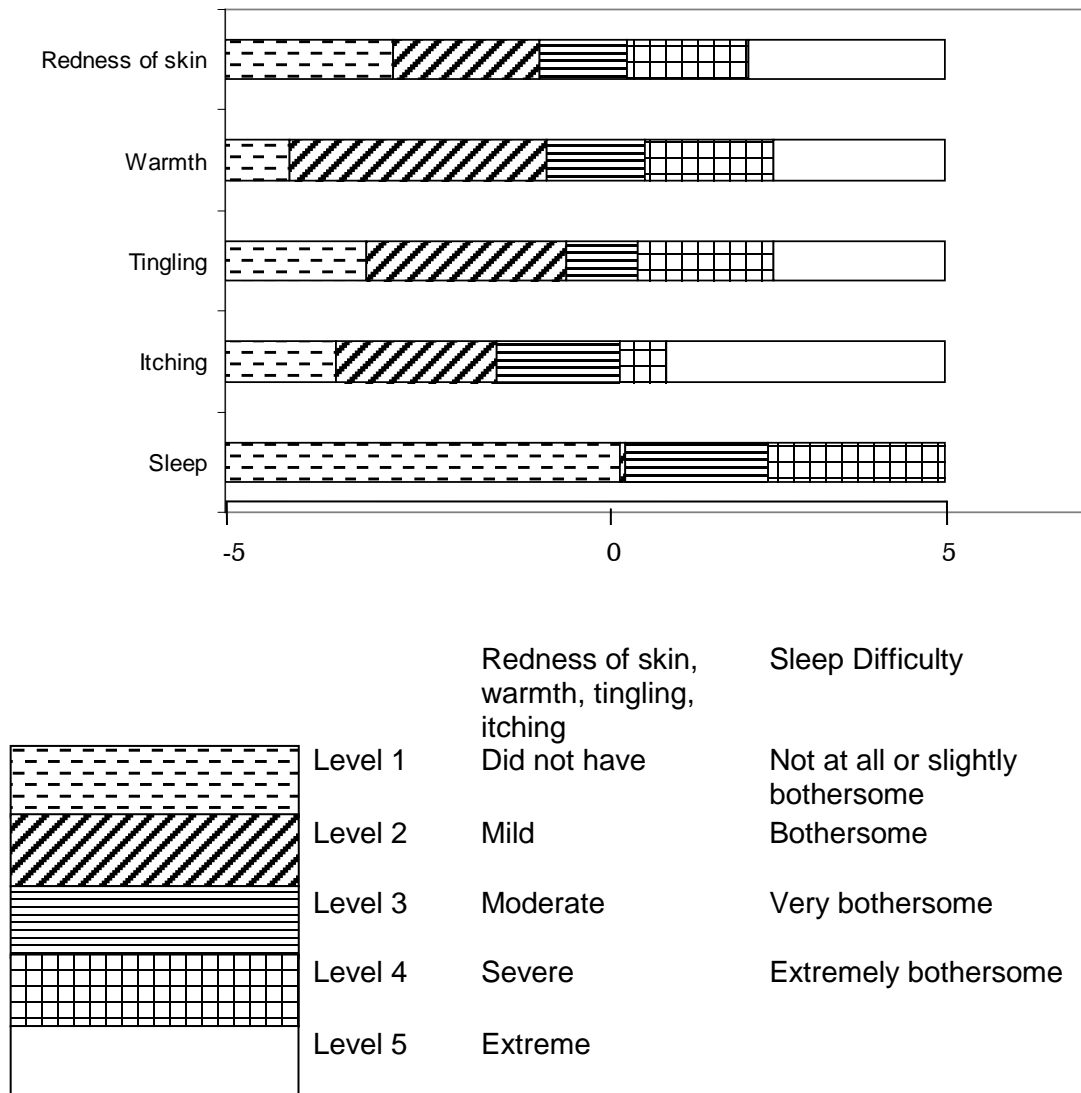 Redness of skin
Warmth
Tingling
Itching
Sleep
-5 0 5
Redness of skin, Sleep Difficulty
warmth, tingling,
itching
Level 1 Did not have Not at all or slightly
bothersome
Level 2 Mild Bothersome
Level 3 Moderate Very bothersome
Level 4 Severe Extremely bothersome
Level 5 Extreme